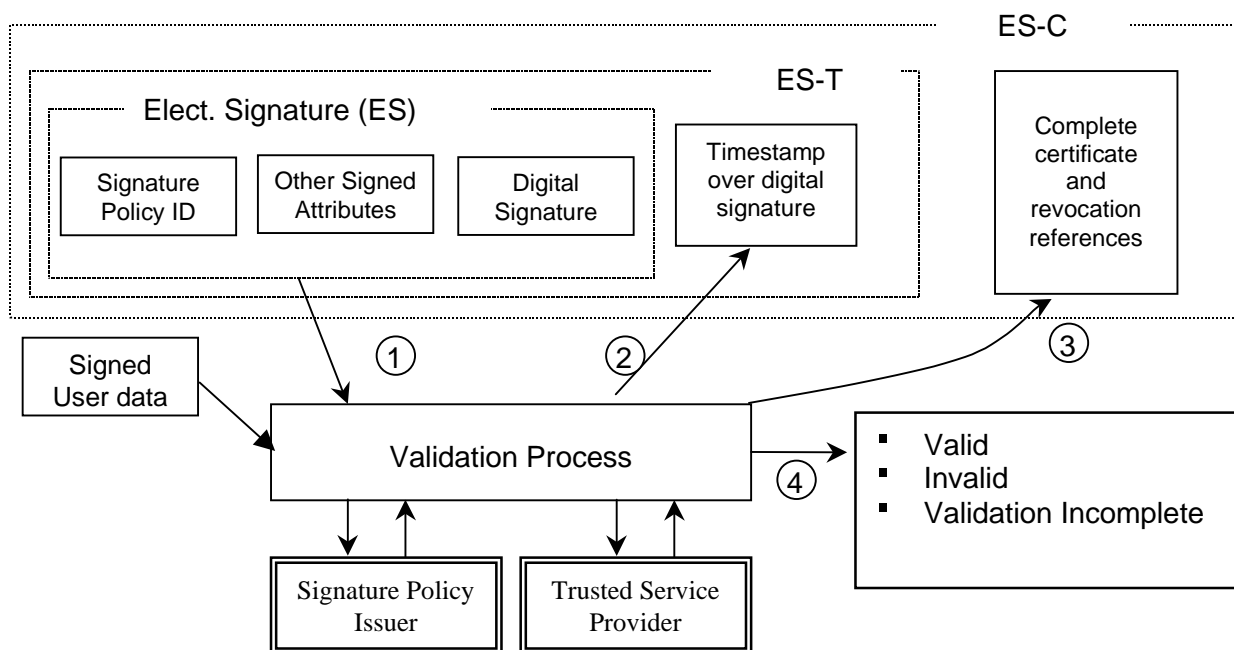 ES-C
ES-T
Elect. Signature (ES)
Signature
Policy ID
Other Signed
Attributes
Digital
Signature
Timestamp
over digital
signature
Complete
certificate
and
revocation
references
Signed
User data
1
2
3
Validation Process
4
▪ Valid
▪ Invalid
▪ Validation Incomplete
Signature Policy
Issuer
Trusted Service
Provider